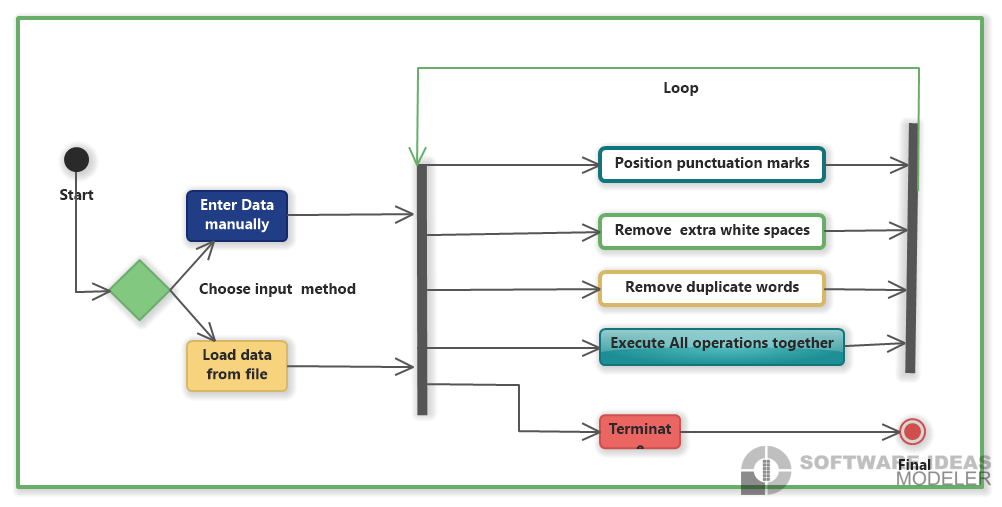 Loop
Position punctuation marks
Start
Enter Data
manually
Remove  extra white spaces
Choose input  method
Remove duplicate words
Execute All operations together
Load data
from file
Terminat
e
Final
SOFTWARE IDEAS
MODELER